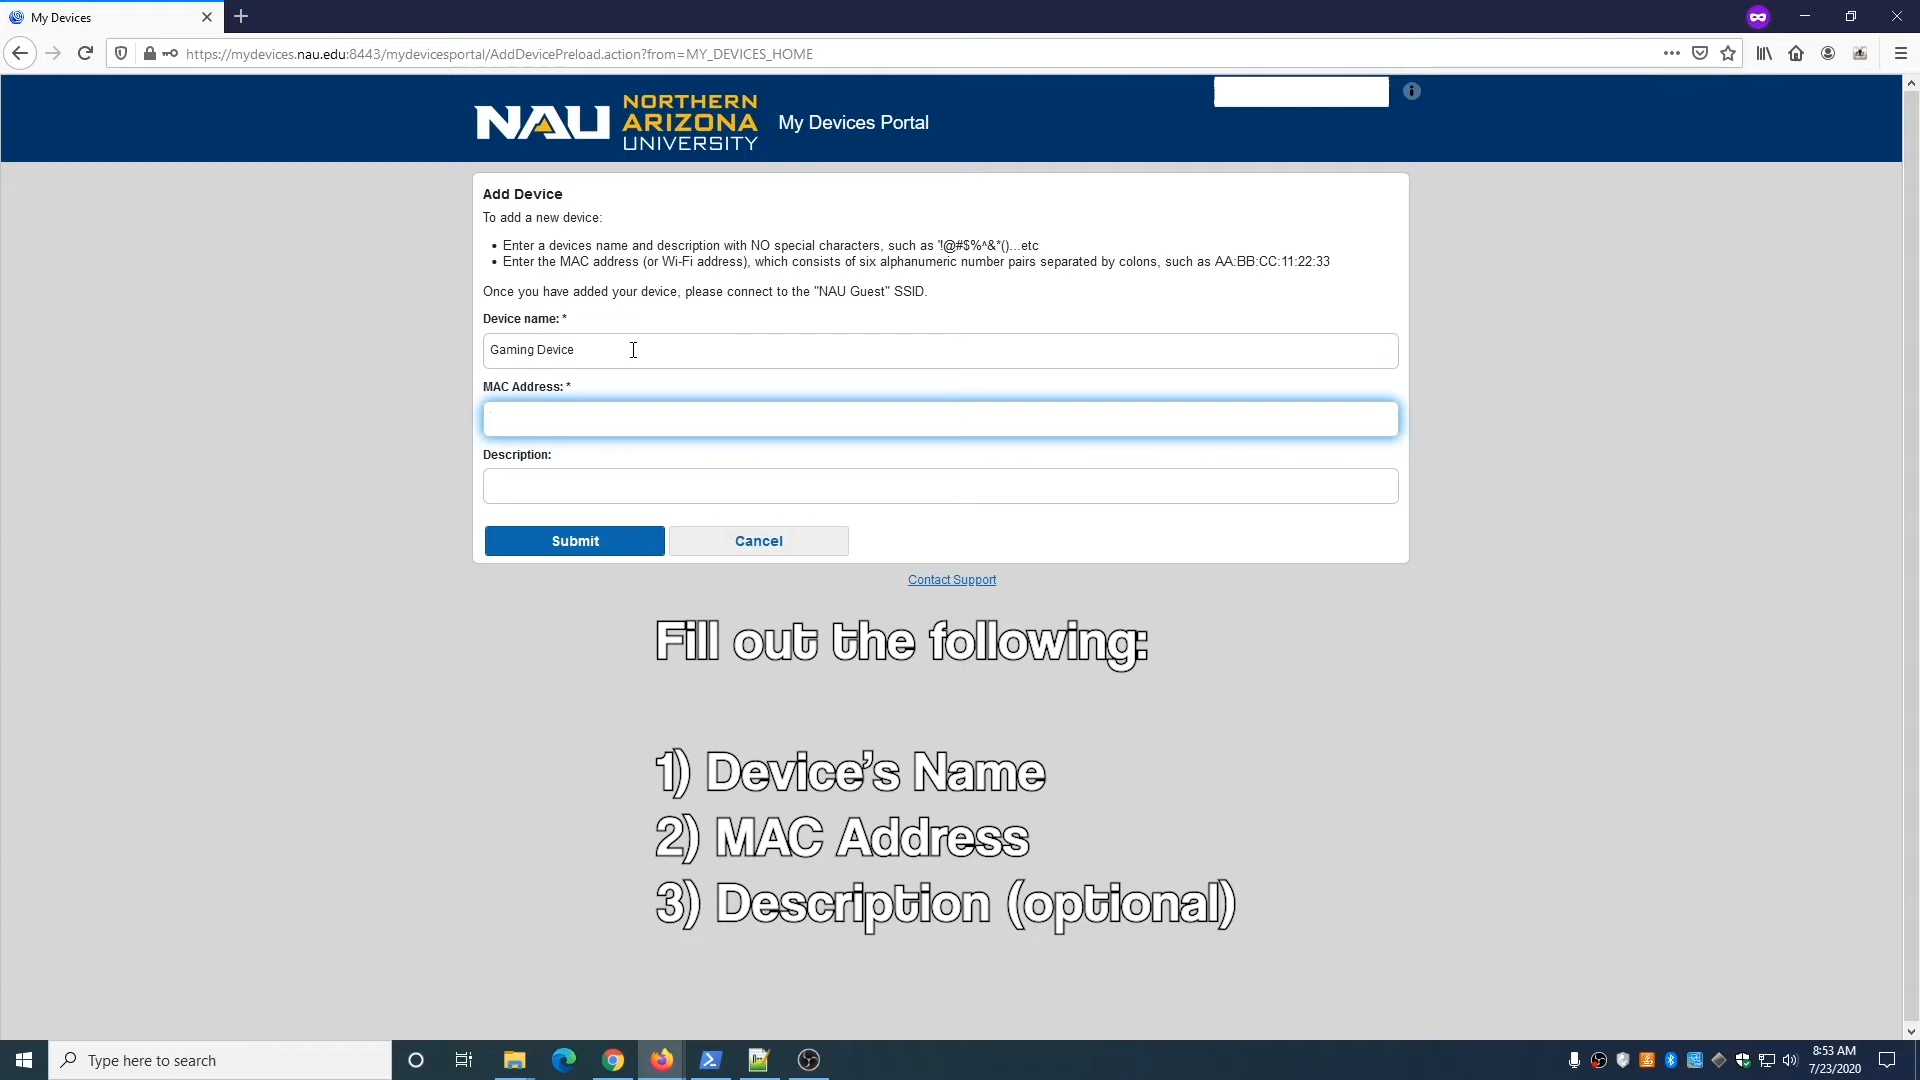 My Devices
https://mydevices.nau.edu:8443/mydevicesportal/AddDevicePreload.action?from=MY_DEVICES_HOME
NAU NORTHERN ARIZONA UNIVERSITY
My Devices Portal
Add Device
To add a new device:
• Enter a devices name and description with NO special characters, such as '!@#$%^&*()...etc
• Enter the MAC address (or Wi-Fi address), which consists of six alphanumeric number pairs separated by colons, such as AA:BB:CC:11:22:33
Once you have added your device, please connect to the "NAU Guest" SSID.
Device name: *
Gaming Device
MAC Address: *
Description:
Submit
Cancel
Contact Support
Fill out the following:
1) Device's Name
2) MAC Address
3) Description (optional)
Type here to search
8:53 AM
7/23/2020